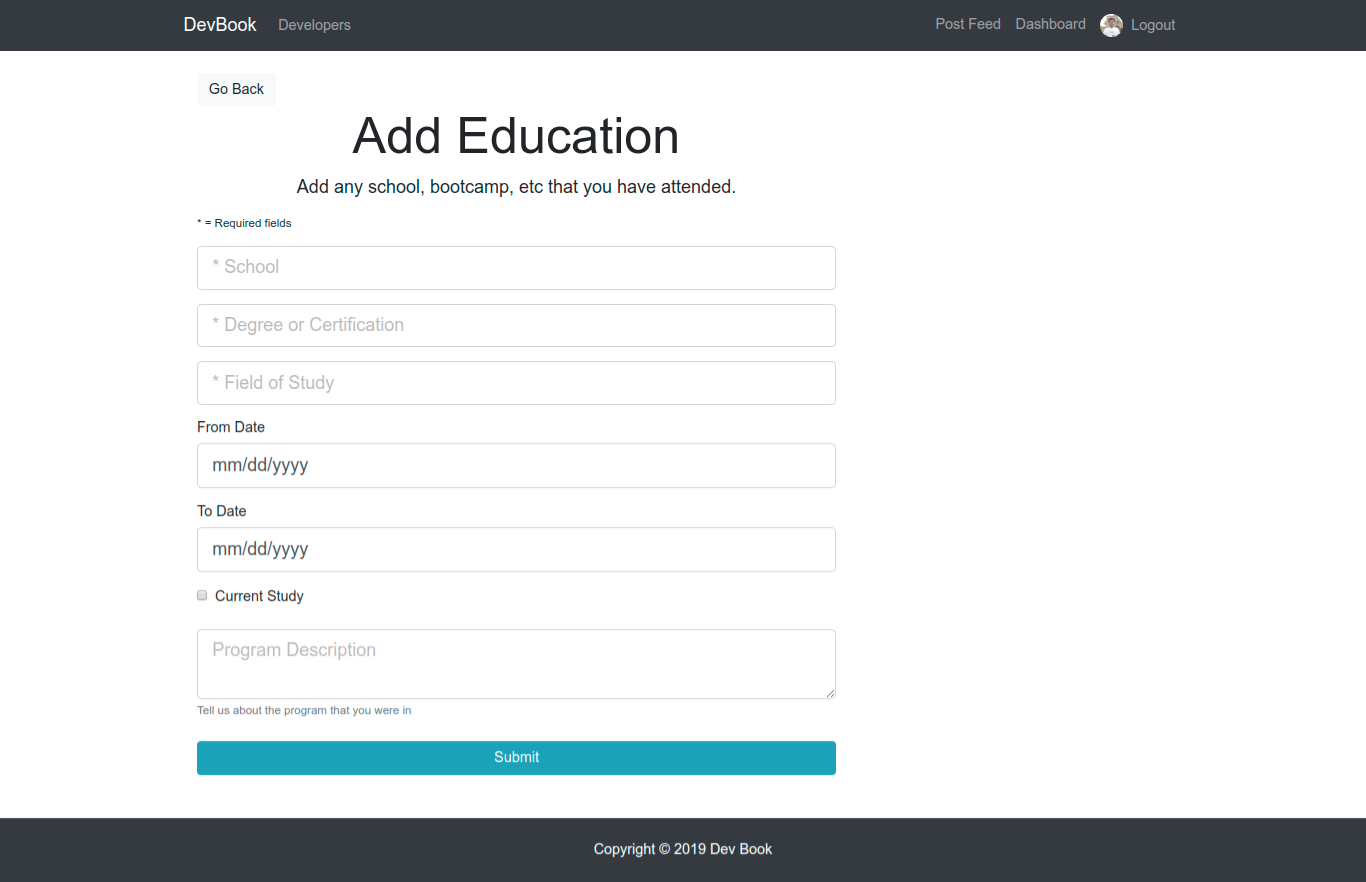 DevBook Developers Post Feed Dashboard Logout
Go Back
Add Education
Add any school, bootcamp, etc that you have attended.
* = Required fields
* School
* Degree or Certification
* Field of Study
From Date
mm/dd/yyyy
To Date
mm/dd/yyyy
Current Study
Program Description
Tell us about the program that you were in
Submit
Copyright © 2019 Dev Book